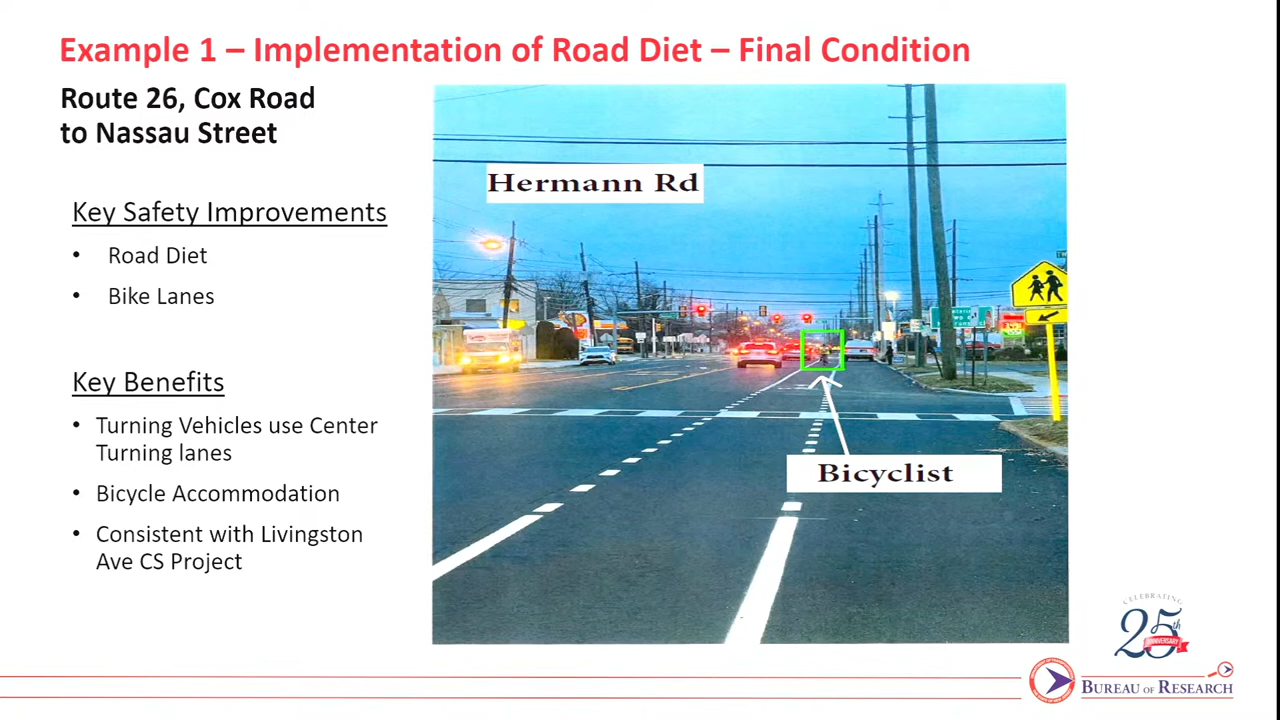 Example 1 – Implementation of Road Diet – Final Condition
Route 26, Cox Road
to Nassau Street
Key Safety Improvements
• Road Diet
• Bike Lanes
Key Benefits
• Turning Vehicles use Center
Turning lanes
• Bicycle Accommodation
• Consistent with Livingston
Ave CS Project
Hermann Rd
Bicyclist
CELEBRATING
25th
ANNIVERSARY
BUREAU OF RESEARCH